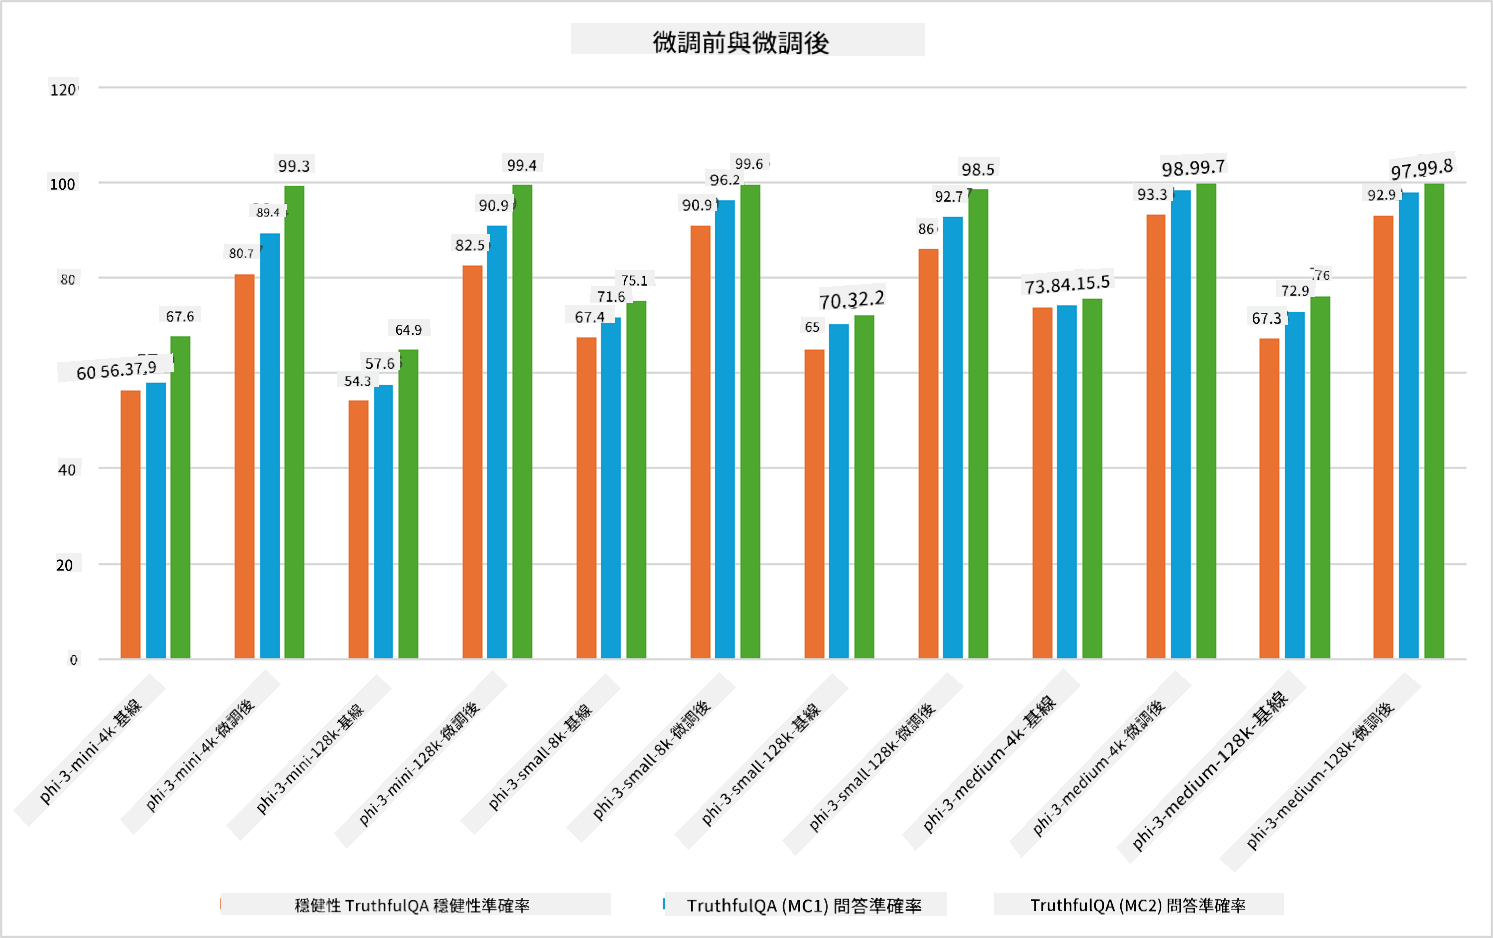 微調前與微調後
120
100
80
60
40
20
0
56.37.9
67.6
80.7
89.4
99.3
54.3
57.6
64.9
82.5
90.9
99.4
67.4
71.6
75.1
90.9
96.2
99.6
65
70.32.2
86
92.7
98.5
73.84.15.5
93.3
98.99.7
67.3
72.9
.76
92.9
97.99.8
phi-3-mini-4k-基線
phi-3-mini-4k-微調後
phi-3-mini-128k-基線
phi-3-mini-128k-微調後
phi-3-small-8k-基線
phi-3-small-8k-微調後
phi-3-small-128k-基線
phi-3-small-128k-微調後
phi-3-medium-4k-基線
phi-3-medium-4k-微調後
phi-3-medium-128k-基線
phi-3-medium-128k-微調後
穩健性 TruthfulQA 穩健性準確率
TruthfulQA (MC1) 問答準確率
TruthfulQA (MC2) 問答準確率